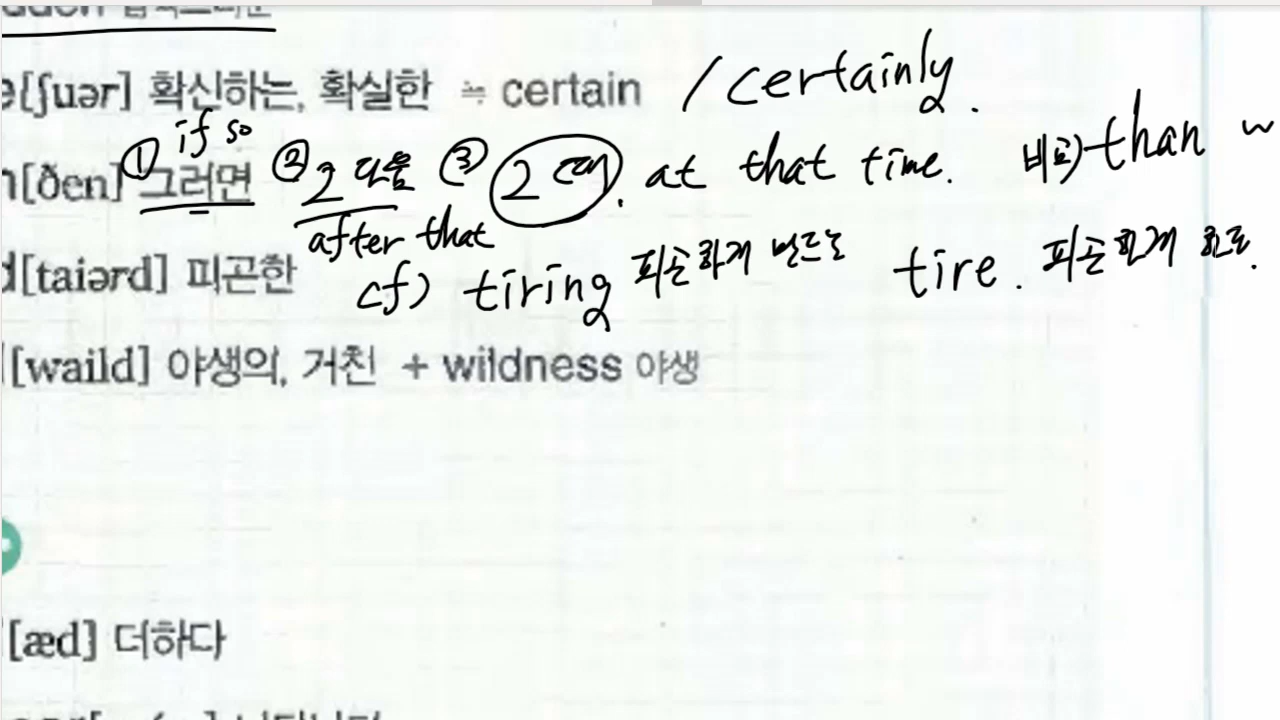 e[ʃuər] 확신하는, 확실한 ≒ certain / certainly.
if so
n[ðen] ① 그러면 ② 그 다음 ③ 그 때. at that time. 비교) than ~
after that
d[taiərd] 피곤한 cf) tiring 피곤하게 만드는 tire. 피곤하게
[waild] 야생의, 거친 + wildness 야생
[æd] 더하다